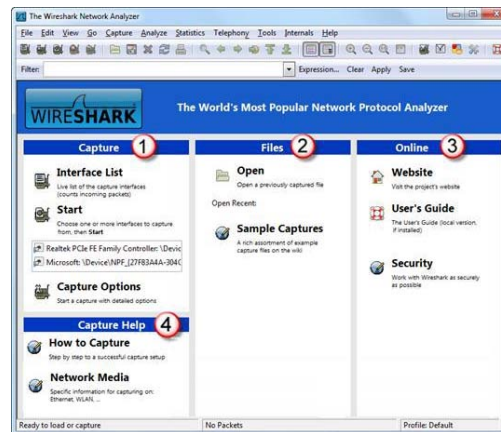 The Wireshark Network Analyzer
File Edit View Go Capture Analyze Statistics Telephony Tools Internals Help
Filter: Expression... Clear Apply Save
WIRESHARK The World's Most Popular Network Protocol Analyzer
Capture 1
Interface List
Live list of the capture interfaces
(counts incoming packets)
Start
Choose one or more interfaces to capture
from, then Start
Realtek PCIe FE Family Controller: \Devic
Microsoft: \Device\NPF_{27F83A4A-304C
Capture Options
Start a capture with detailed options
Capture Help 4
How to Capture
Step by step to a successful capture setup
Network Media
Specific information for capturing on:
Ethernet, WLAN, ...
Files 2
Open
Open a previously captured file
Open Recent:
Sample Captures
A rich assortment of example
capture files on the wiki
Online 3
Website
Visit the project's website
User's Guide
The User's Guide (local version,
if installed)
Security
Work with Wireshark as securely
as possible
Ready to load or capture No Packets Profile: Default